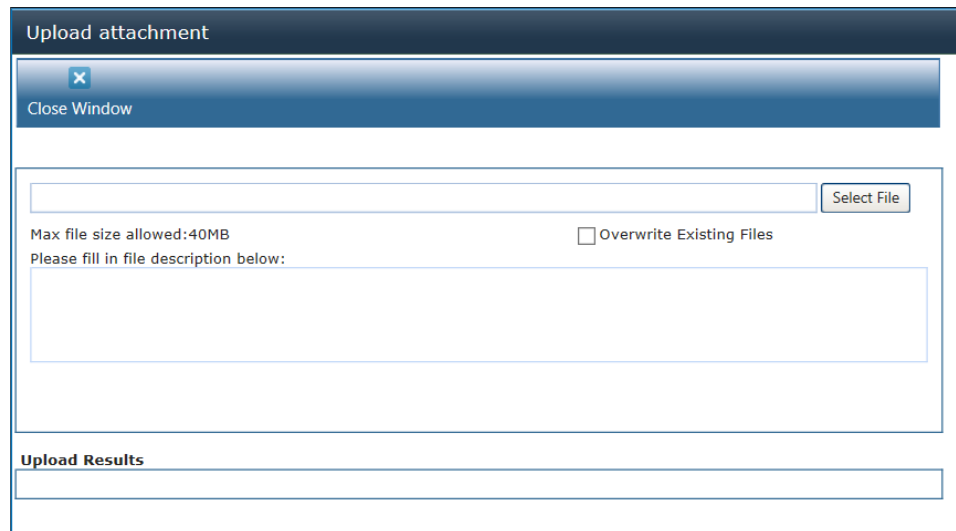 Upload attachment
Close Window
Select File
Max file size allowed:40MB
Overwrite Existing Files
Please fill in file description below:
Upload Results